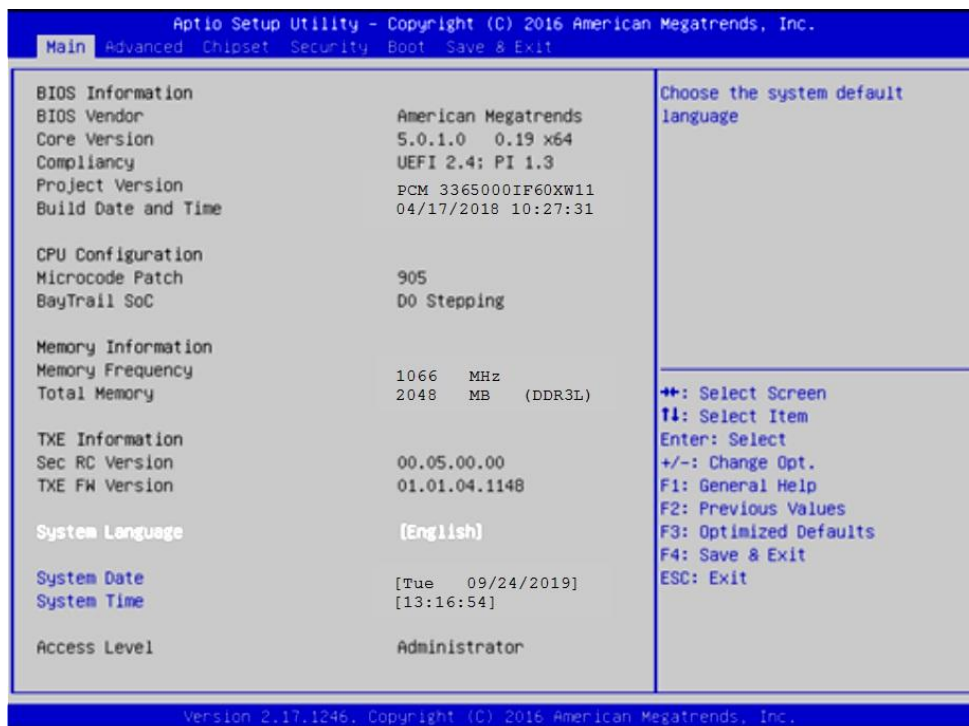 Aptio Setup Utility - Copyright (C) 2016 American Megatrends, Inc.
Main Advanced Chipset Security Boot Save & Exit
BIOS Information
BIOS Vendor American Megatrends
Core Version 5.0.1.0 0.19 x64
Compliancy UEFI 2.4; PI 1.3
Project Version PCM 3365000IF60XW11
Build Date and Time 04/17/2018 10:27:31
CPU Configuration
Microcode Patch 905
BayTrail SoC D0 Stepping
Memory Information
Memory Frequency 1066 MHz
Total Memory 2048 MB (DDR3L)
TXE Information
Sec RC Version 00.05.00.00
TXE FW Version 01.01.04.1148
System Language [English]
System Date [Tue 09/24/2019]
System Time [13:16:54]
Access Level Administrator
Choose the system default
language
→←: Select Screen
↑↓: Select Item
Enter: Select
+/-: Change Opt.
F1: General Help
F2: Previous Values
F3: Optimized Defaults
F4: Save & Exit
ESC: Exit
Version 2.17.1246. Copyright (C) 2016 American Megatrends, Inc.